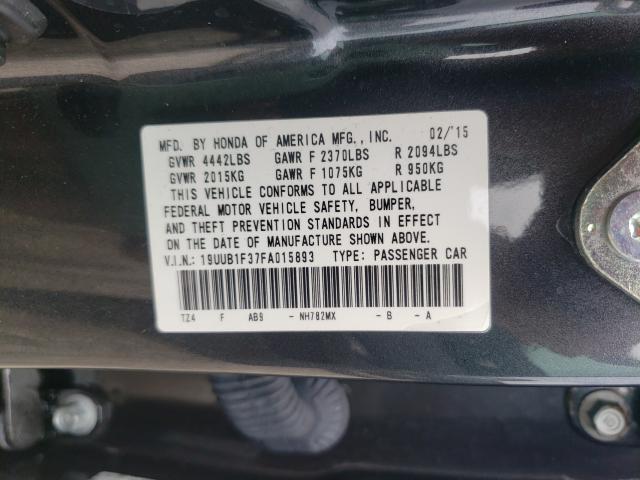 MFD. BY HONDA OF AMERICA MFG., INC. 02/'15
GVWR 4442LBS GAWR F 2370LBS R 2094LBS
GVWR 2015KG GAWR F 1075KG R 950KG
THIS VEHICLE CONFORMS TO ALL APPLICABLE
FEDERAL MOTOR VEHICLE SAFETY, BUMPER,
AND THEFT PREVENTION STANDARDS IN EFFECT
ON THE DATE OF MANUFACTURE SHOWN ABOVE.
V.I.N.: 19UUB1F37FA015893 TYPE: PASSENGER CAR
TZ4 F AB9 - NH782MX - B - A